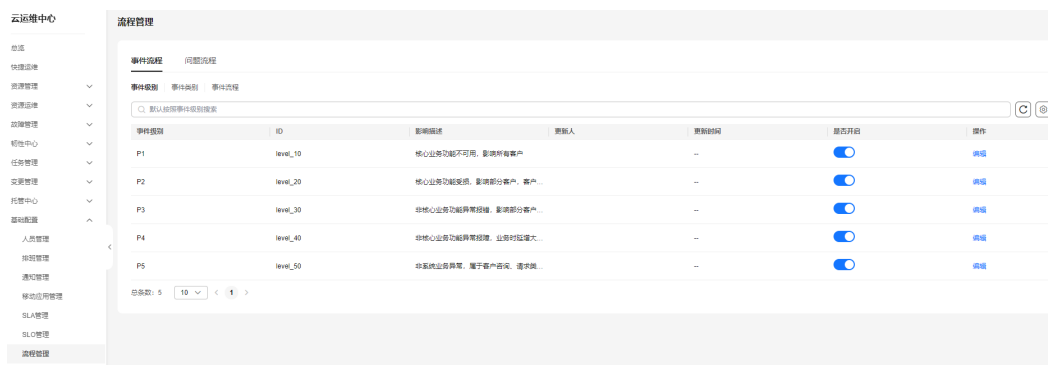 云运维中心
流程管理
总览
快捷运维
资源管理
资源运维
故障管理
韧性中心
任务管理
变更管理
托管中心
基础配置
人员管理
排班管理
通知管理
移动应用管理
SLA管理
SLO管理
流程管理
事件流程 问题流程
事件级别 事件类别 事件流程
默认按照事件级别搜索
事件级别 ID 影响描述 更新人 更新时间 是否开启 操作
P1 level_10 核心业务功能不可用，影响所有客户 -- 编辑
P2 level_20 核心业务功能受损，影响部分客户，客户... -- 编辑
P3 level_30 非核心业务功能异常报错，影响部分客户... -- 编辑
P4 level_40 非核心业务功能异常报障，业务时延增大... -- 编辑
P5 level_50 非系统业务异常，属于客户咨询、请求类... -- 编辑
总条数：5 10 1